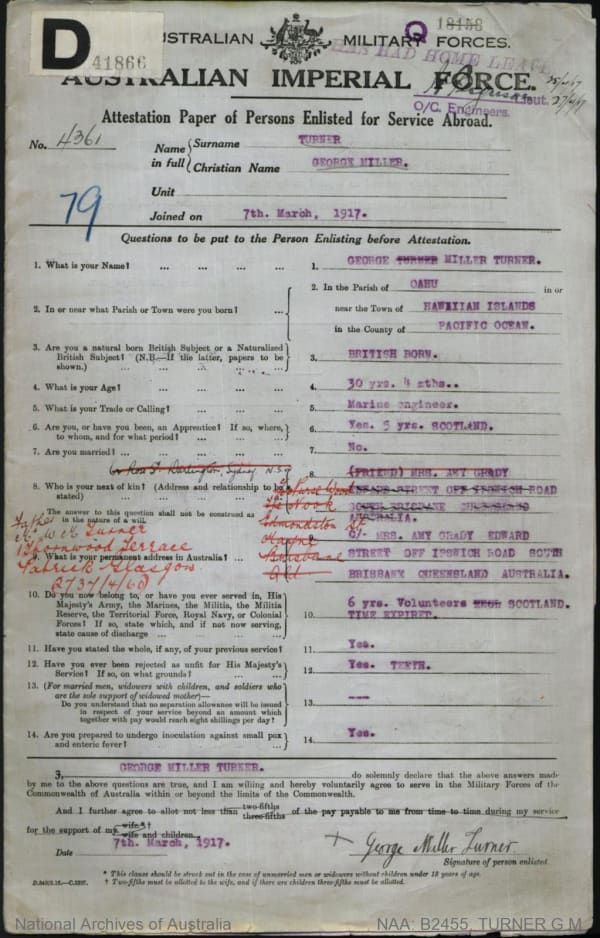 D
41866
Q 18158
AUSTRALIAN MILITARY FORCES.
HAS HAD HOME LEAVE
AUSTRALIAN IMPERIAL FORCE.
Lieut.
O/C. Engineers.
27/4/17
Attestation Paper of Persons Enlisted for Service Abroad.
No. 4361
Name in full
Surname TURNER
Christian Name GEORGE MILLER.
Unit
79
Joined on 7th. March, 1917.
Questions to be put to the Person Enlisting before Attestation.
1. What is your Name? ... ... ... 1. GEORGE TURNER MILLER TURNER.
2. In or near what Parish or Town were you born? ... 2. In the Parish of OAHU in or
near the Town of HAWAIIAN ISLANDS
in the County of PACIFIC OCEAN.
3. Are you a natural born British Subject or a Naturalized
British Subject? (N.B.—If the latter, papers to be
shown.) 3. BRITISH BORN.
4. What is your Age? ... ... ... 4. 30 yrs. 4 mths..
5. What is your Trade or Calling? ... ... 5. Marine engineer.
6. Are you, or have you been, an Apprentice? If so, where,
to whom, and for what period? ... ... 6. Yes. 5 yrs. SCOTLAND.
7. Are you married? ... ... ... 7. No.
8. Who is your next of kin? (Address and relationship to be
stated) ... ... 8. (FRIEND) MRS. AMY GRADY
STREET OFF IPSWICH ROAD
SOUTH BRISBANE
AUSTRALIA.
The answer to this question shall not be construed as
in the nature of a will.
Sydney N.S.W
The Nook
Edmondston St
Brisbane
Qld
Father
Turner
Thornwood Terrace
Patrick Glasgow
9. What is your permanent address in Australia? ... C/- MRS. AMY GRADY EDWARD
STREET OFF IPSWICH ROAD SOUTH
BRISBANY QUEENSLAND AUSTRALIA.
10. Do you now belong to, or have you ever served in, His
Majesty's Army, the Marines, the Militia, the Militia
Reserve, the Territorial Force, Royal Navy, or Colonial
Forces? If so, state which, and if not now serving,
state cause of discharge ... ... ... 10. 6 yrs. Volunteers SCOTLAND.
TIME EXPIRED.
11. Have you stated the whole, if any, of your previous service? 11. Yes.
12. Have you ever been rejected as unfit for His Majesty's
Service? If so, on what grounds? ... ... 12. Yes. TEETH.
13. (For married men, widowers with children, and soldiers who
are the sole support of widowed mother)—
Do you understand that no separation allowance will be issued
in respect of your service beyond an amount which
together with pay would reach eight shillings per day? 13. ---
14. Are you prepared to undergo inoculation against small pox
and enteric fever? ... ... ... 14. Yes.
I, GEORGE MILLER TURNER. do solemnly declare that the above answers made
by me to the above questions are true, and I am willing and hereby voluntarily agree to serve in the Military Forces of the
Commonwealth of Australia within or beyond the limits of the Commonwealth.
And I further agree to allot not less than two-fifths three-fifths of the pay payable to me from time to time during my service
for the support of my wife*† wife and children.
Date 7th. March, 1917.
+ George Miller Turner
Signature of person enlisted.
* This clause should be struck out in the case of unmarried men or widowers without children under 18 years of age.
† Two-fifths must be allotted to the wife, and if there are children three-fifths must be allotted.
National Archives of Australia
NAA: B2455, TURNER G M